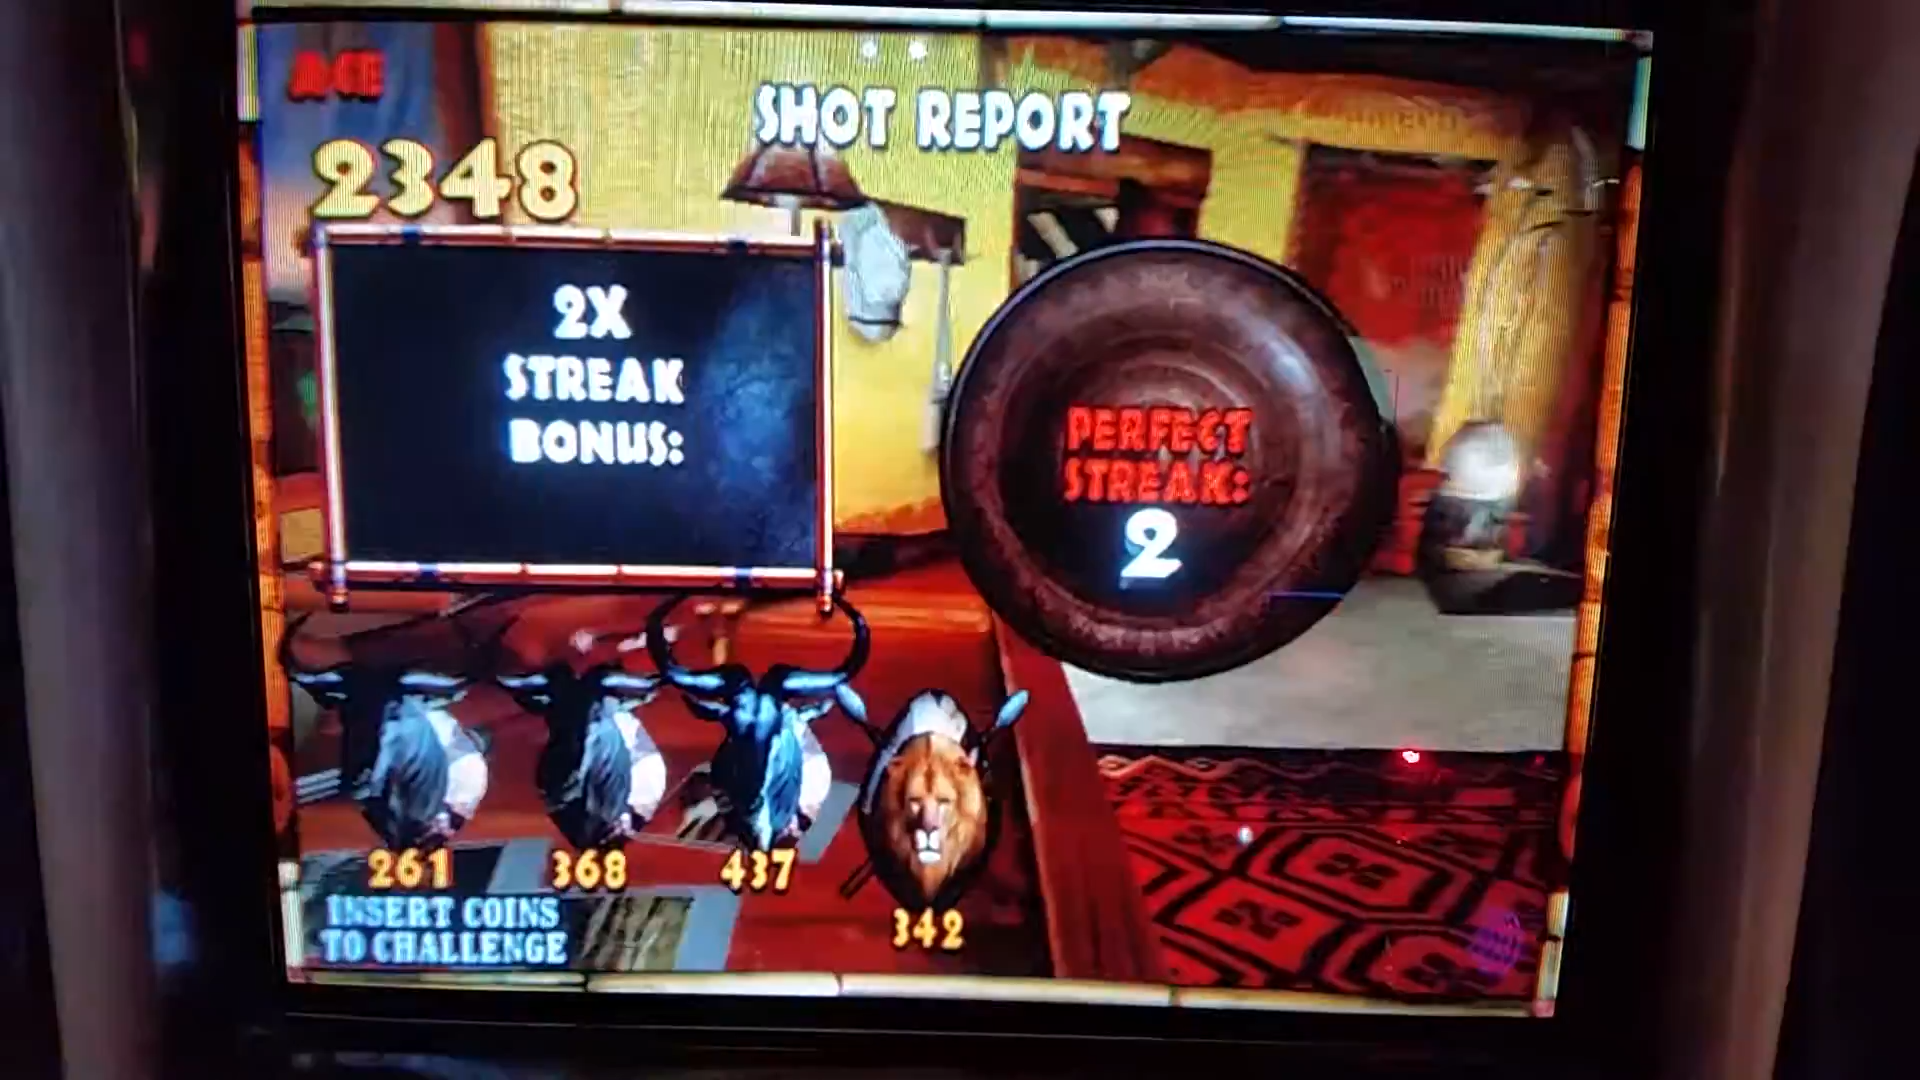 ACE
SHOT REPORT
2348
2X
STREAK
BONUS:
PERFECT
STREAK:
2
261
368
437
342
INSERT COINS
TO CHALLENGE